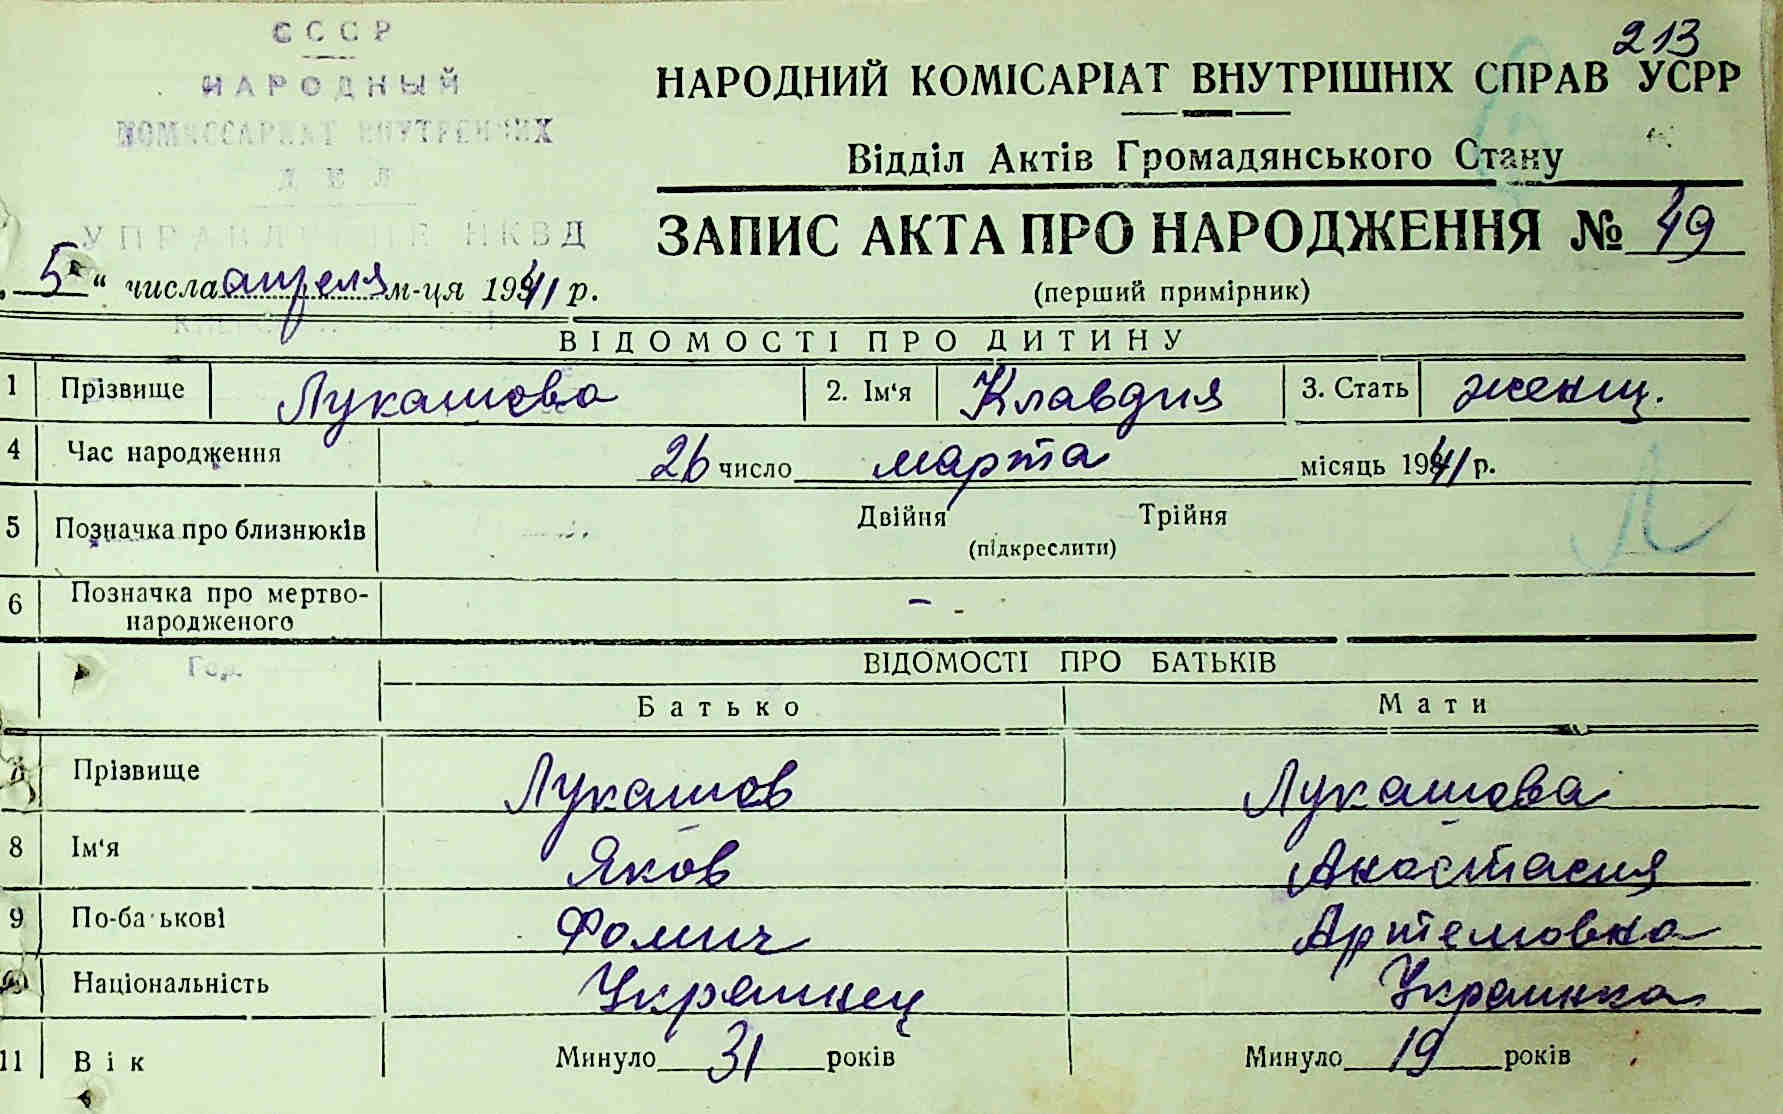 213
СССР
НАРОДНЫЙ
КОМИССАРИАТ ВНУТРЕННИХ
ДЕЛ
УПРАВЛЕНИЕ НКВД
НАРОДНИЙ КОМІСАРІАТ ВНУТРІШНІХ СПРАВ УСРР
Відділ Актів Громадянського Стану
ЗАПИС АКТА ПРО НАРОДЖЕННЯ № 49
(перший примірник)
„5" числа апреля м-ця 1941 р.
ВІДОМОСТІ ПРО ДИТИНУ
1 Прізвище Лукашова 2. Ім'я Клавдия 3. Стать женщ.
4 Час народження 26 число марта місяць 1941 р.
5 Позначка про близнюків Двійня Трійня
(підкреслити)
6 Позначка про мертво-
народженого –
Год.
ВІДОМОСТІ ПРО БАТЬКІВ
Батько Мати
7 Прізвище Лукашов Лукашова
8 Ім'я Яков Анастасия
9 По-батькові Фомич Артемовна
10 Національність Украинец Украинка
11 Вік Минуло 31 років Минуло 19 років